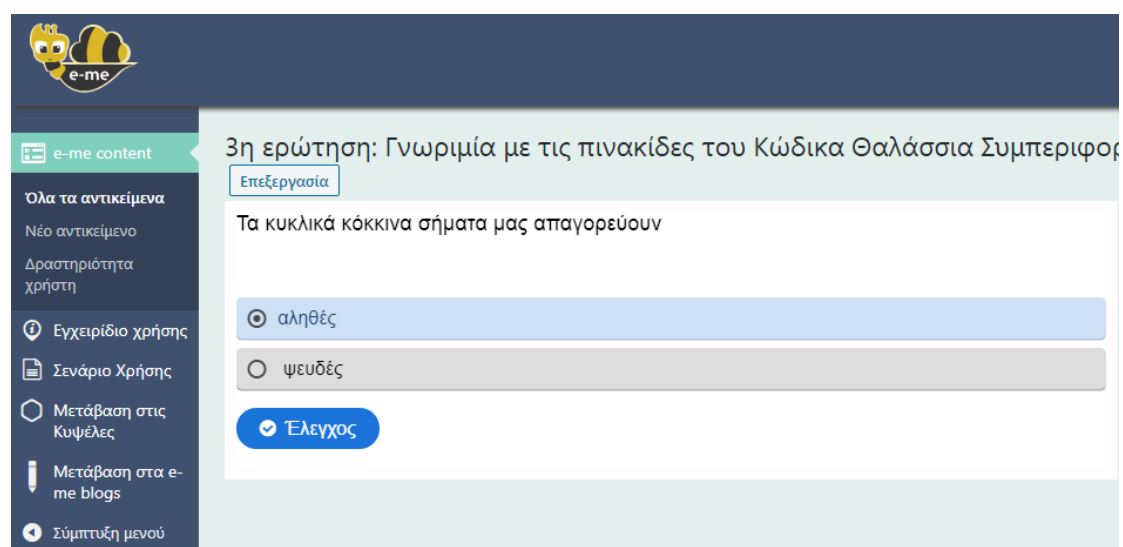 e-me
e-me content
Όλα τα αντικείμενα
Νέο αντικείμενο
Δραστηριότητα
χρήστη
Εγχειρίδιο χρήσης
Σενάριο Χρήσης
Μετάβαση στις
Κυψέλες
Μετάβαση στα e-
me blogs
Σύμπτυξη μενού
3η ερώτηση: Γνωριμία με τις πινακίδες του Κώδικα Θαλάσσια Συμπεριφορ
Επεξεργασία
Τα κυκλικά κόκκινα σήματα μας απαγορεύουν
αληθές
ψευδές
Έλεγχος